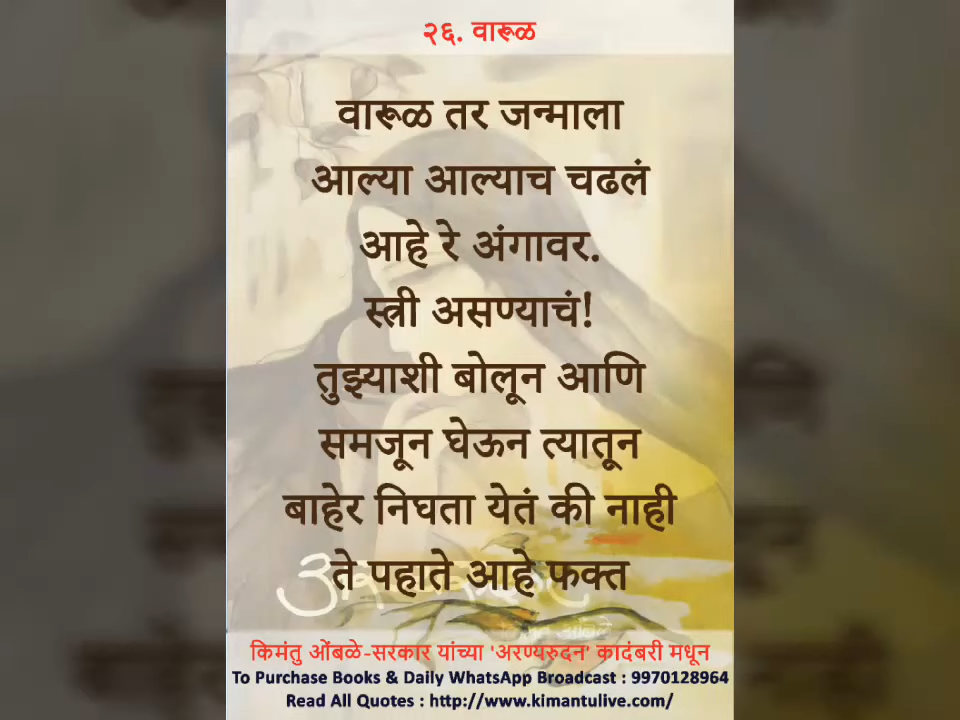 २६. वारूळ
वारूळ तर जन्माला
आल्या आल्याच चढलं
आहे रे अंगावर.
स्त्री असण्याचं!
तुझ्याशी बोलून आणि
समजून घेऊन त्यातून
बाहेर निघता येतं की नाही
ते पहाते आहे फक्त
किमंतु ओंबळे-सरकार यांच्या 'अरण्यरुदन' कादंबरी मधून
To Purchase Books & Daily WhatsApp Broadcast : 9970128964
Read All Quotes : http://www.kimantulive.com/